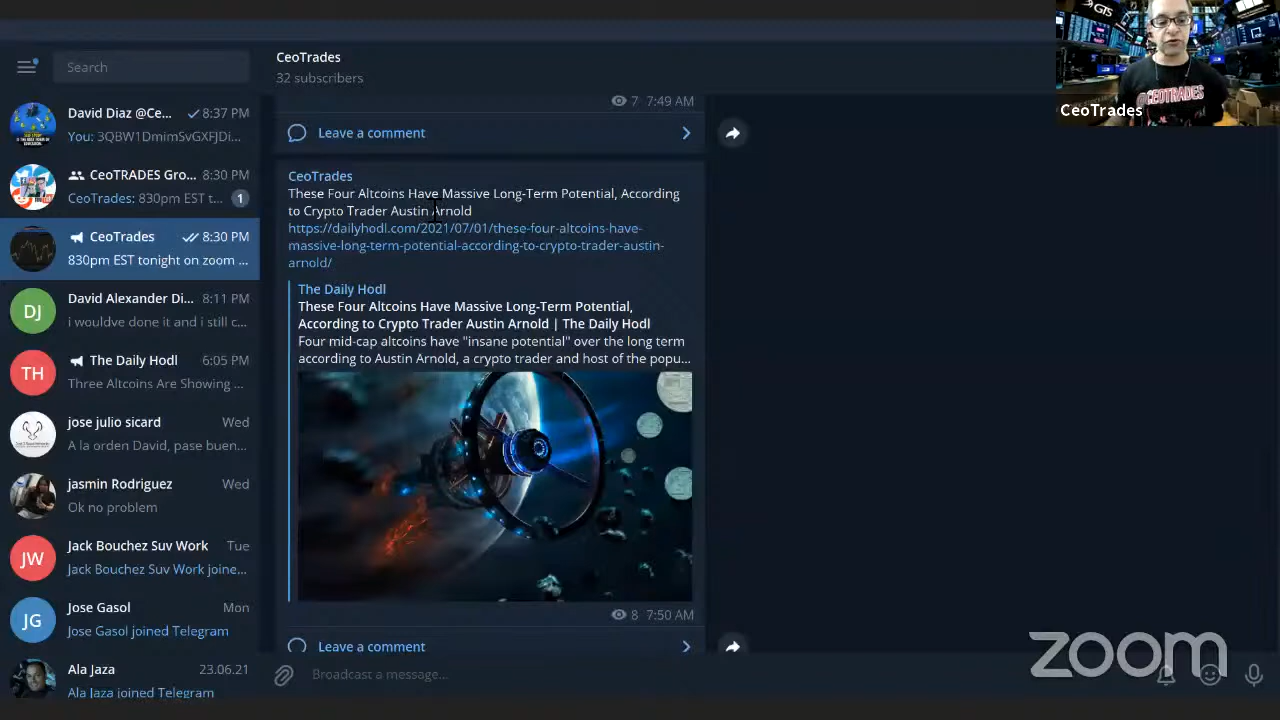 Search
David Diaz @Ce... 8:37 PM
You: 3QBW1DmimSvGXFJDi...
CeoTRADES Gro... 8:30 PM
CeoTrades: 830pm EST t... 1
CeoTrades 8:30 PM
830pm EST tonight on zoom ...
DJ
David Alexander Di... 8:11 PM
i wouldve done it and i still c...
TH
The Daily Hodl 6:05 PM
Three Altcoins Are Showing ...
jose julio sicard Wed
A la orden David, pase buen...
jasmin Rodriguez Wed
Ok no problem
JW
Jack Bouchez Suv Work Tue
Jack Bouchez Suv Work joine...
JG
Jose Gasol Mon
Jose Gasol joined Telegram
Ala Jaza 23.06.21
Ala Jaza joined Telegram
CeoTrades
32 subscribers
7 7:49 AM
Leave a comment
CeoTrades
These Four Altcoins Have Massive Long-Term Potential, According
to Crypto Trader Austin Arnold
https://dailyhodl.com/2021/07/01/these-four-altcoins-have-
massive-long-term-potential-according-to-crypto-trader-austin-
arnold/
The Daily Hodl
These Four Altcoins Have Massive Long-Term Potential,
According to Crypto Trader Austin Arnold | The Daily Hodl
Four mid-cap altcoins have "insane potential" over the long term
according to Austin Arnold, a crypto trader and host of the popu...
8 7:50 AM
Leave a comment
Broadcast a message...
GTS
@CEOTRADES
CeoTrades
zoom